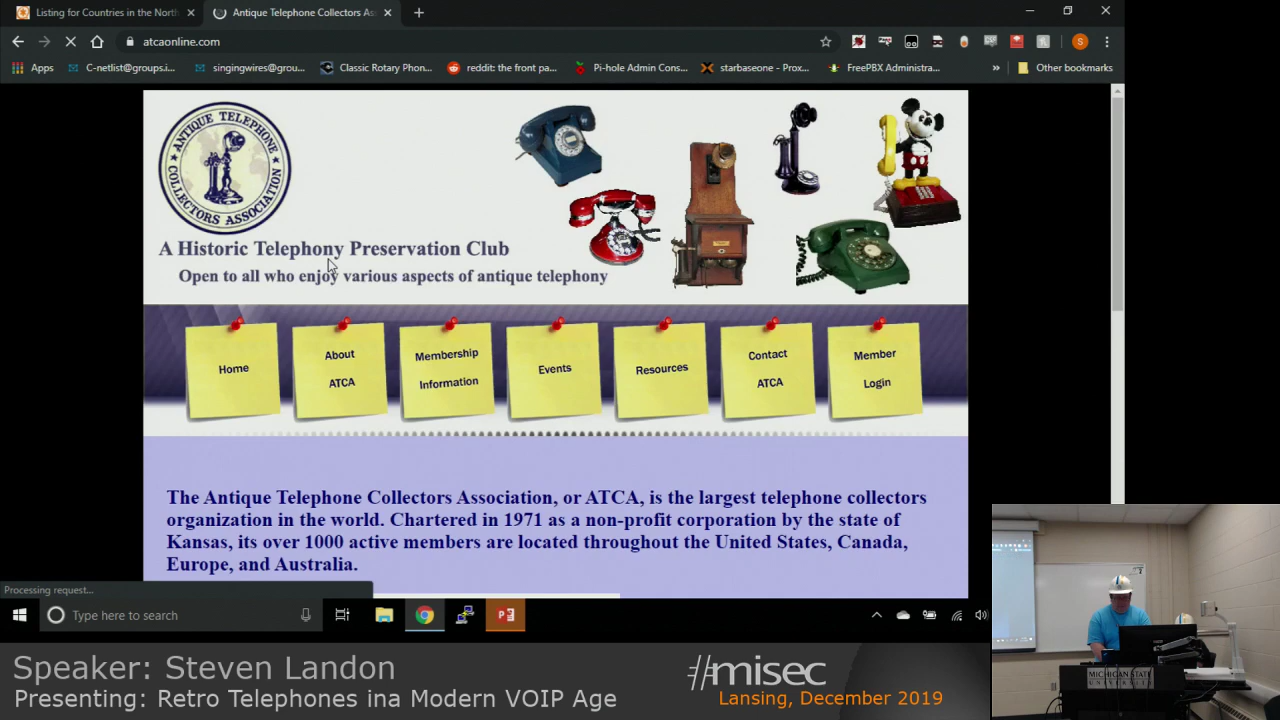 Listing for Countries in the North
Antique Telephone Collectors As
atcaonline.com
Apps
C-netlist@groups.i...
singingwires@grou...
Classic Rotary Phon...
reddit: the front pa...
Pi-hole Admin Cons...
starbaseone - Prox...
FreePBX Administra...
»
Other bookmarks
ANTIQUE TELEPHONE
COLLECTORS ASSOCIATION
A Historic Telephony Preservation Club
Open to all who enjoy various aspects of antique telephony
Home
About
ATCA
Membership
Information
Events
Resources
Contact
ATCA
Member
Login
The Antique Telephone Collectors Association, or ATCA, is the largest telephone collectors
organization in the world. Chartered in 1971 as a non-profit corporation by the state of
Kansas, its over 1000 active members are located throughout the United States, Canada,
Europe, and Australia.
Processing request...
Type here to search
MICHIGAN STATE
UNIVERSITY
Speaker: Steven Landon
Presenting: Retro Telephones ina Modern VOIP Age
#misec
Lansing, December 2019